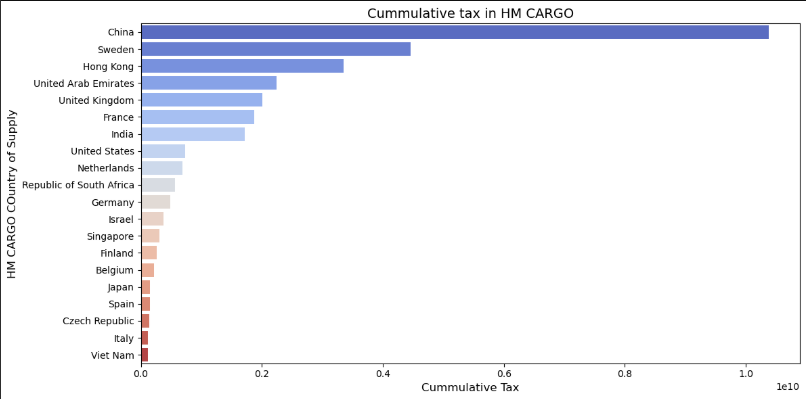 Cummulative tax in HM CARGO
HM CARGO COuntry of Supply
China
Sweden
Hong Kong
United Arab Emirates
United Kingdom
France
India
United States
Netherlands
Republic of South Africa
Germany
Israel
Singapore
Finland
Belgium
Japan
Spain
Czech Republic
Italy
Viet Nam
0.0 0.2 0.4 0.6 0.8 1.0
1e10
Cummulative Tax